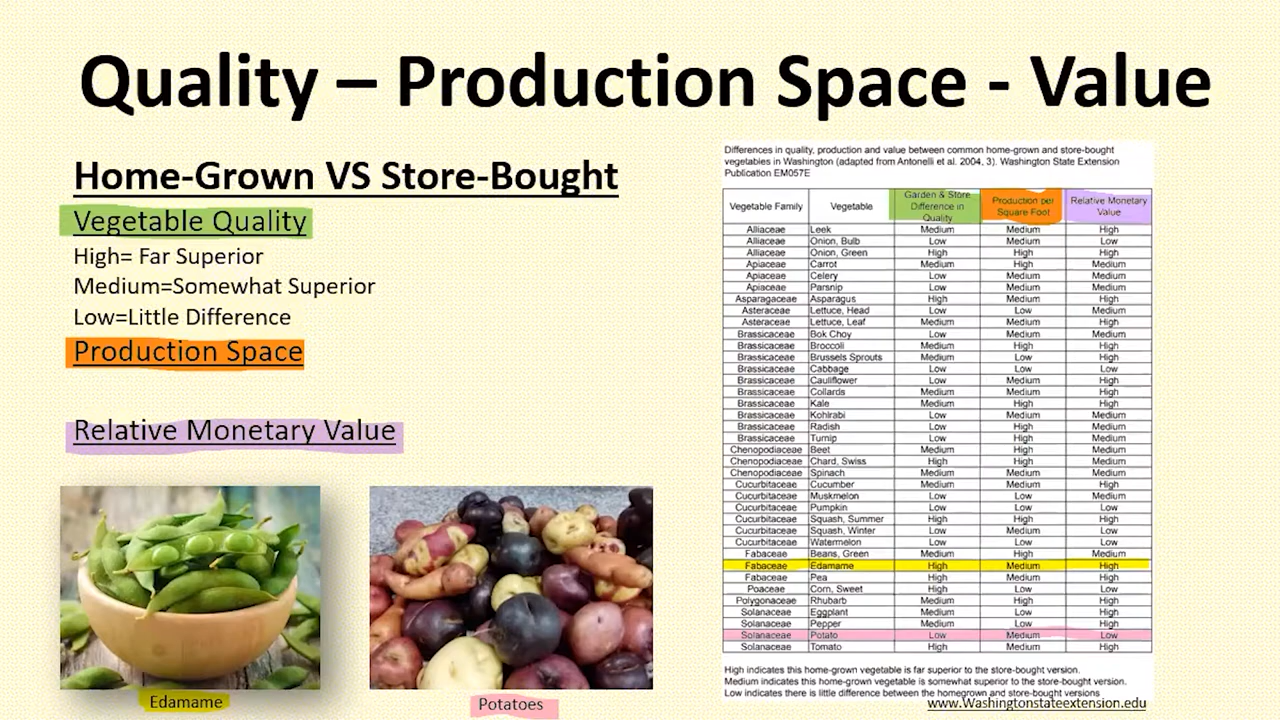 Quality – Production Space - Value
Home-Grown VS Store-Bought
Vegetable Quality
High= Far Superior
Medium=Somewhat Superior
Low=Little Difference
Production Space
Relative Monetary Value
Edamame
Potatoes
Differences in quality, production and value between common home-grown and store-bought
vegetables in Washington (adapted from Antonelli et al. 2004, 3). Washington State Extension
Publication EM057E
Vegetable Family Vegetable Garden & Store Difference in Quality Production per Square Foot Relative Monetary Value
Alliaceae Leek Medium Medium High
Alliaceae Onion, Bulb Low Medium Low
Alliaceae Onion, Green High High High
Apiaceae Carrot Medium High Medium
Apiaceae Celery Low Medium Medium
Apiaceae Parsnip Low Medium Medium
Asparagaceae Asparagus High Medium High
Asteraceae Lettuce, Head Low Low Medium
Asteraceae Lettuce, Leaf Medium Medium High
Brassicaceae Bok Choy Low Medium Medium
Brassicaceae Broccoli Medium High High
Brassicaceae Brussels Sprouts Medium Low High
Brassicaceae Cabbage Low Low Low
Brassicaceae Cauliflower Low Medium High
Brassicaceae Collards Medium High Medium
Brassicaceae Kale Medium High High
Brassicaceae Kohlrabi Low Medium Medium
Brassicaceae Radish Low High Medium
Brassicaceae Turnip Low High Medium
Chenopodiaceae Beet Medium High Medium
Chenopodiaceae Chard, Swiss High High Medium
Chenopodiaceae Spinach Medium Medium Medium
Cucurbitaceae Cucumber Medium Medium High
Cucurbitaceae Muskmelon Low Low Medium
Cucurbitaceae Pumpkin Low Low Low
Cucurbitaceae Squash, Summer High High High
Cucurbitaceae Squash, Winter Low Medium Low
Cucurbitaceae Watermelon Low Low Low
Fabaceae Beans, Green Medium High Medium
Fabaceae Edamame High Medium High
Fabaceae Pea High Medium High
Poaceae Corn, Sweet High Low Low
Polygonaceae Rhubarb Medium High High
Solanaceae Eggplant Medium Low High
Solanaceae Pepper Medium Low High
Solanaceae Potato Low Medium Low
Solanaceae Tomato High Medium High
High indicates this home-grown vegetable is far superior to the store-bought version.
Medium indicates this home-grown vegetable is somewhat superior to the store-bought version.
Low indicates there is little difference between the homegrown and store-bought versions
www.Washingtonstateextension.edu